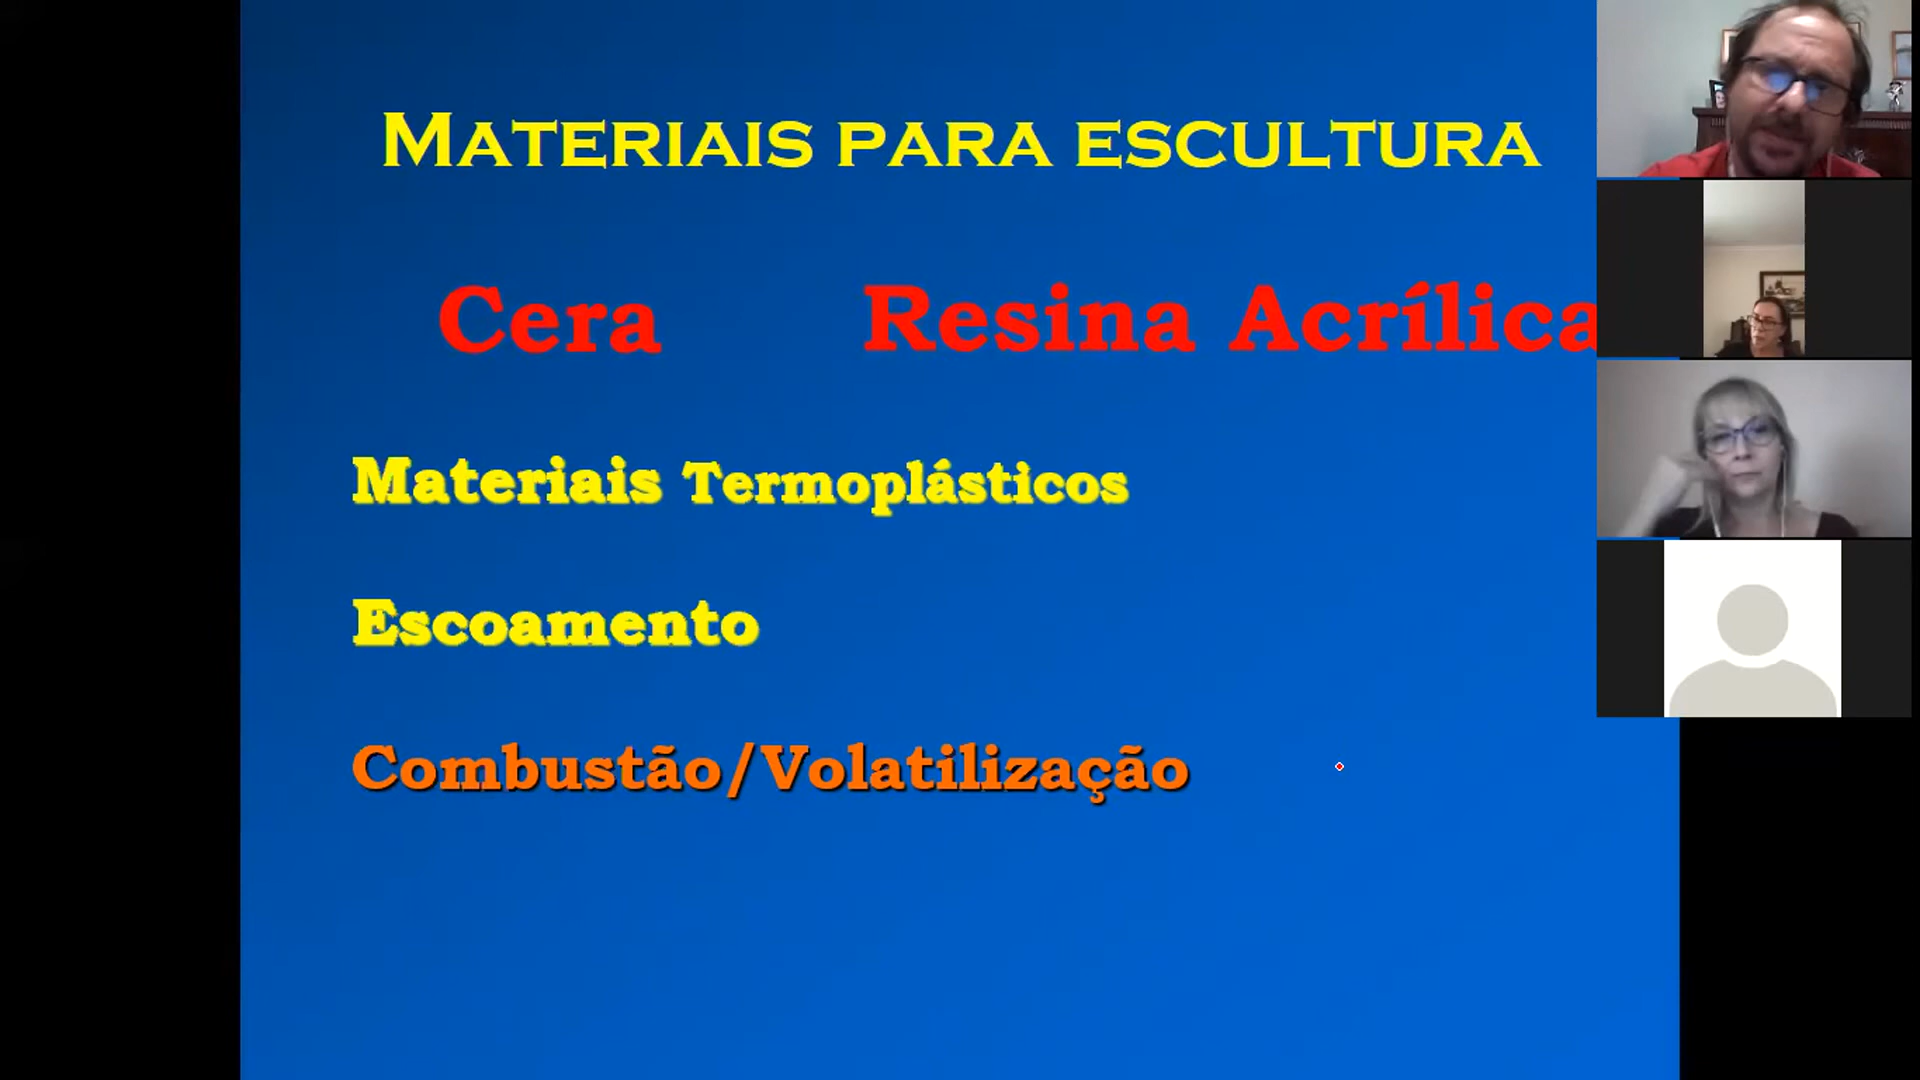 Materiais para escultura
Cera Resina Acrílica
Materiais Termoplásticos
Escoamento
Combustão/Volatilização